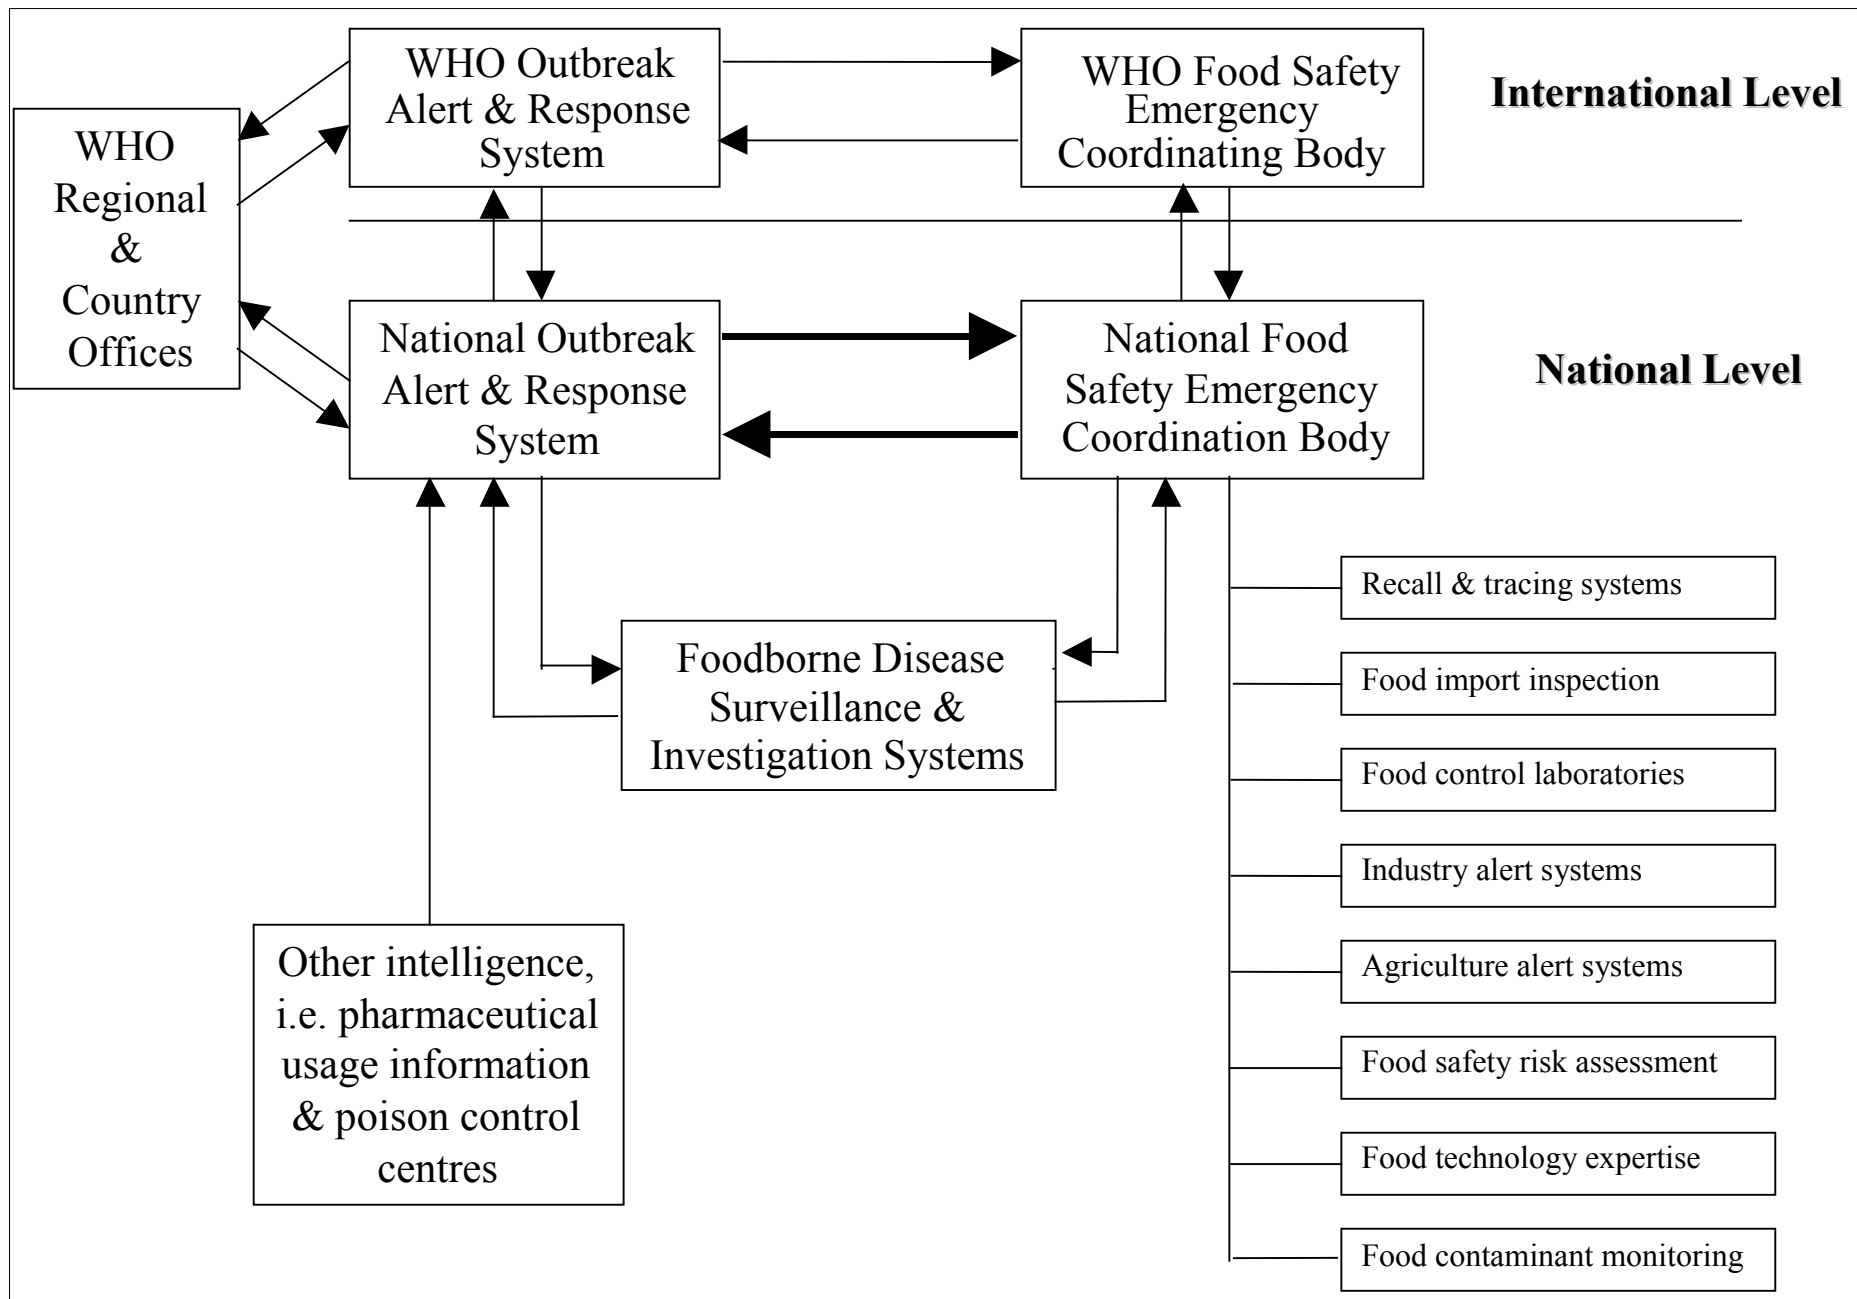 WHO Outbreak
Alert & Response
System
WHO Food Safety
Emergency
Coordinating Body
International Level
WHO
Regional
&
Country
Offices
National Outbreak
Alert & Response
System
National Food
Safety Emergency
Coordination Body
National Level
Foodborne Disease
Surveillance &
Investigation Systems
Other intelligence,
i.e. pharmaceutical
usage information
& poison control
centres
Recall & tracing systems
Food import inspection
Food control laboratories
Industry alert systems
Agriculture alert systems
Food safety risk assessment
Food technology expertise
Food contaminant monitoring